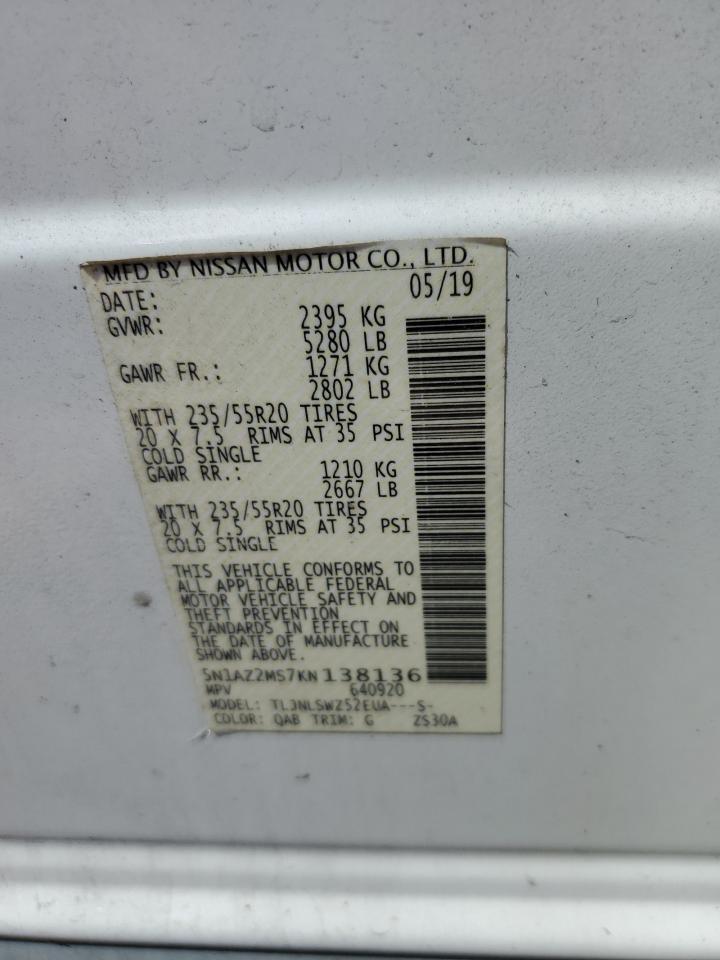 MFD BY NISSAN MOTOR CO., LTD.
DATE: 05/19
GVWR: 2395 KG
5280 LB
GAWR FR.: 1271 KG
2802 LB
WITH 235/55R20 TIRES
20 X 7.5 RIMS AT 35 PSI
COLD SINGLE
GAWR RR.: 1210 KG
2667 LB
WITH 235/55R20 TIRES
20 X 7.5 RIMS AT 35 PSI
COLD SINGLE
THIS VEHICLE CONFORMS TO
ALL APPLICABLE FEDERAL
MOTOR VEHICLE SAFETY AND
THEFT PREVENTION
STANDARDS IN EFFECT ON
THE DATE OF MANUFACTURE
SHOWN ABOVE.
5N1AZ2MS7KN138136
MPV 640920
MODEL: TLJNLSWZ52EUA---S-
COLOR: QAB TRIM: G ZS30A